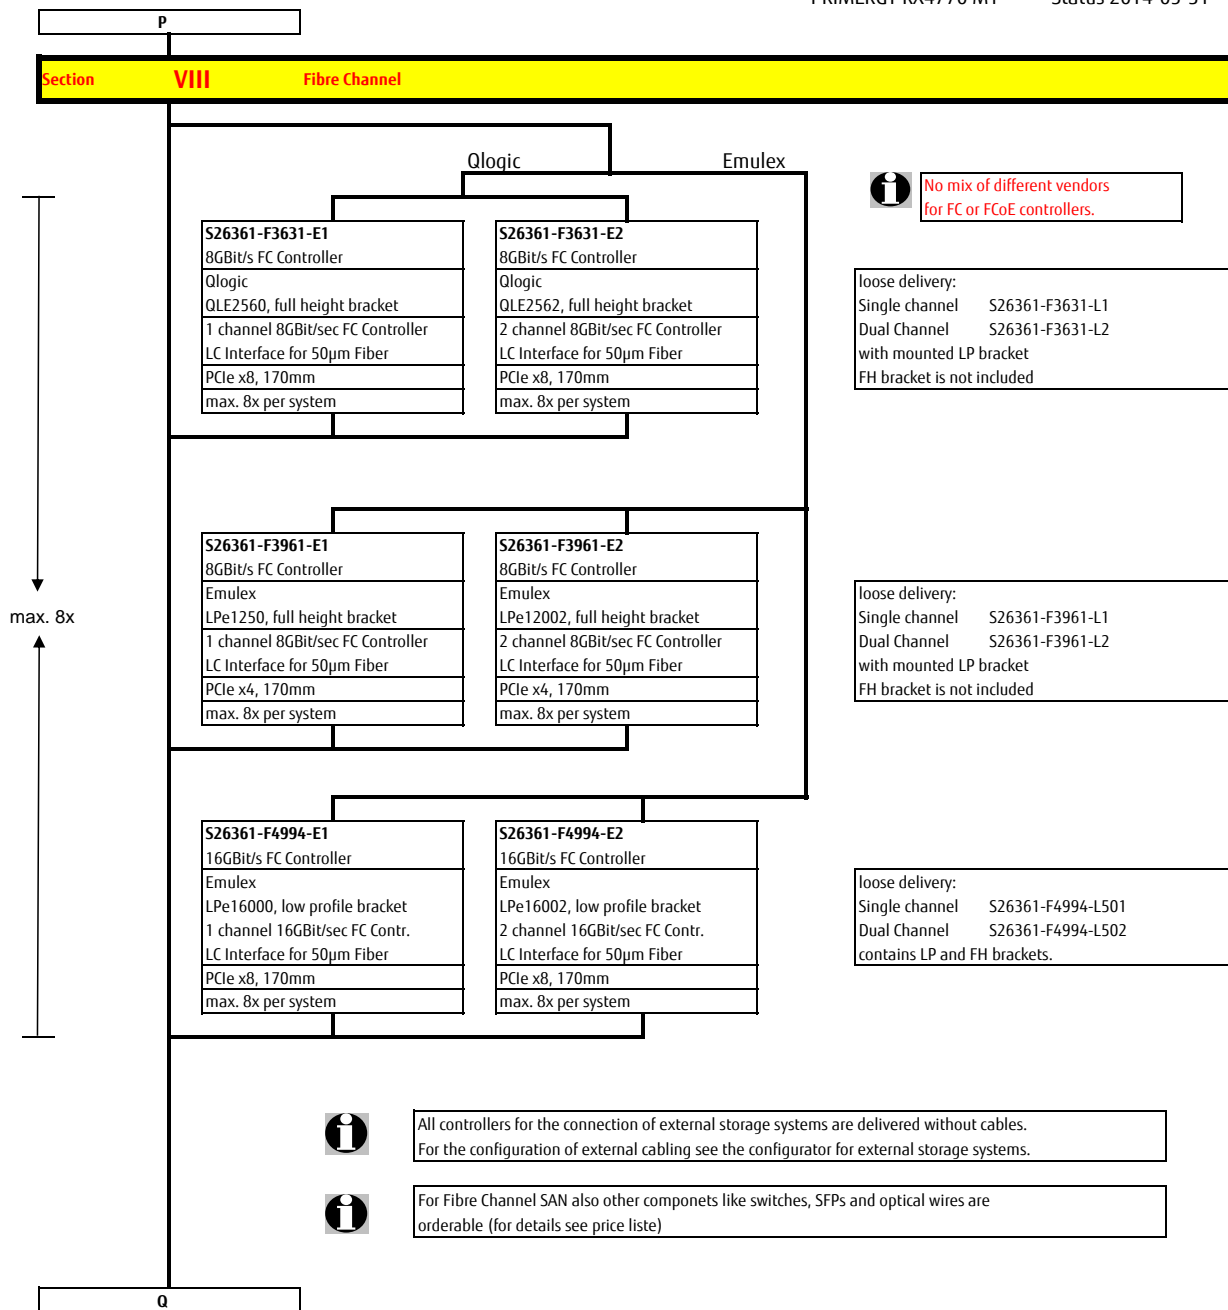 PRIMERGY RX4770 M1 Status 2014-03-31
P
Section VIII Fibre Channel
Qlogic Emulex
No mix of different vendors
for FC or FCoE controllers.
S26361-F3631-E1
8GBit/s FC Controller
Qlogic
QLE2560, full height bracket
1 channel 8GBit/sec FC Controller
LC Interface for 50µm Fiber
PCIe x8, 170mm
max. 8x per system
S26361-F3631-E2
8GBit/s FC Controller
Qlogic
QLE2562, full height bracket
2 channel 8GBit/sec FC Controller
LC Interface for 50µm Fiber
PCIe x8, 170mm
max. 8x per system
loose delivery:
Single channel S26361-F3631-L1
Dual Channel S26361-F3631-L2
with mounted LP bracket
FH bracket is not included
max. 8x
S26361-F3961-E1
8GBit/s FC Controller
Emulex
LPe1250, full height bracket
1 channel 8GBit/sec FC Controller
LC Interface for 50µm Fiber
PCIe x4, 170mm
max. 8x per system
S26361-F3961-E2
8GBit/s FC Controller
Emulex
LPe12002, full height bracket
2 channel 8GBit/sec FC Controller
LC Interface for 50µm Fiber
PCIe x4, 170mm
max. 8x per system
loose delivery:
Single channel S26361-F3961-L1
Dual Channel S26361-F3961-L2
with mounted LP bracket
FH bracket is not included
S26361-F4994-E1
16GBit/s FC Controller
Emulex
LPe16000, low profile bracket
1 channel 16GBit/sec FC Contr.
LC Interface for 50µm Fiber
PCIe x8, 170mm
max. 8x per system
S26361-F4994-E2
16GBit/s FC Controller
Emulex
LPe16002, low profile bracket
2 channel 16GBit/sec FC Contr.
LC Interface for 50µm Fiber
PCIe x8, 170mm
max. 8x per system
loose delivery:
Single channel S26361-F4994-L501
Dual Channel S26361-F4994-L502
contains LP and FH brackets.
All controllers for the connection of external storage systems are delivered without cables.
For the configuration of external cabling see the configurator for external storage systems.
For Fibre Channel SAN also other componets like switches, SFPs and optical wires are
orderable (for details see price liste)
Q